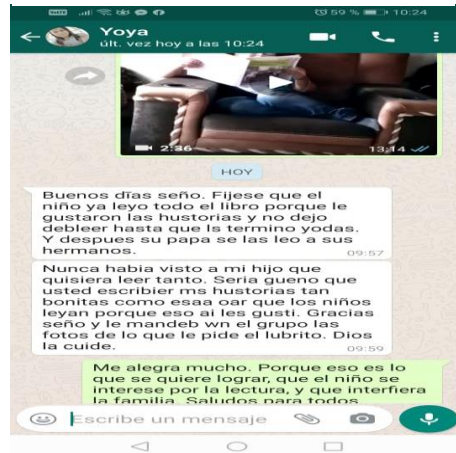 59 % 10:24
Yoya
últ. vez hoy a las 10:24
2:36 13:14
HOY
Buenos días seño. Fijese que el
niño ya leyo todo el libro porque le
gustaron las hustorias y no dejo
debleer hasta que ls termino yodas.
Y despues su papa se las leo a sus
hermanos. 09:57
Nunca habia visto a mi hijo que
quisiera leer tanto. Seria gueno que
usted escribier ms hustorias tan
bonitas como esaa oar que los niños
leyan porque eso ai les gusti. Gracias
seño y le mandeb wn el grupo las
fotos de lo que le pide el lubrito. Dios
la cuide. 09:59
Me alegra mucho. Porque eso es lo
que se quiere lograr, que el niño se
interese por la lectura, y que interfiera
la familia. Saludos para todos
Escribe un mensaje